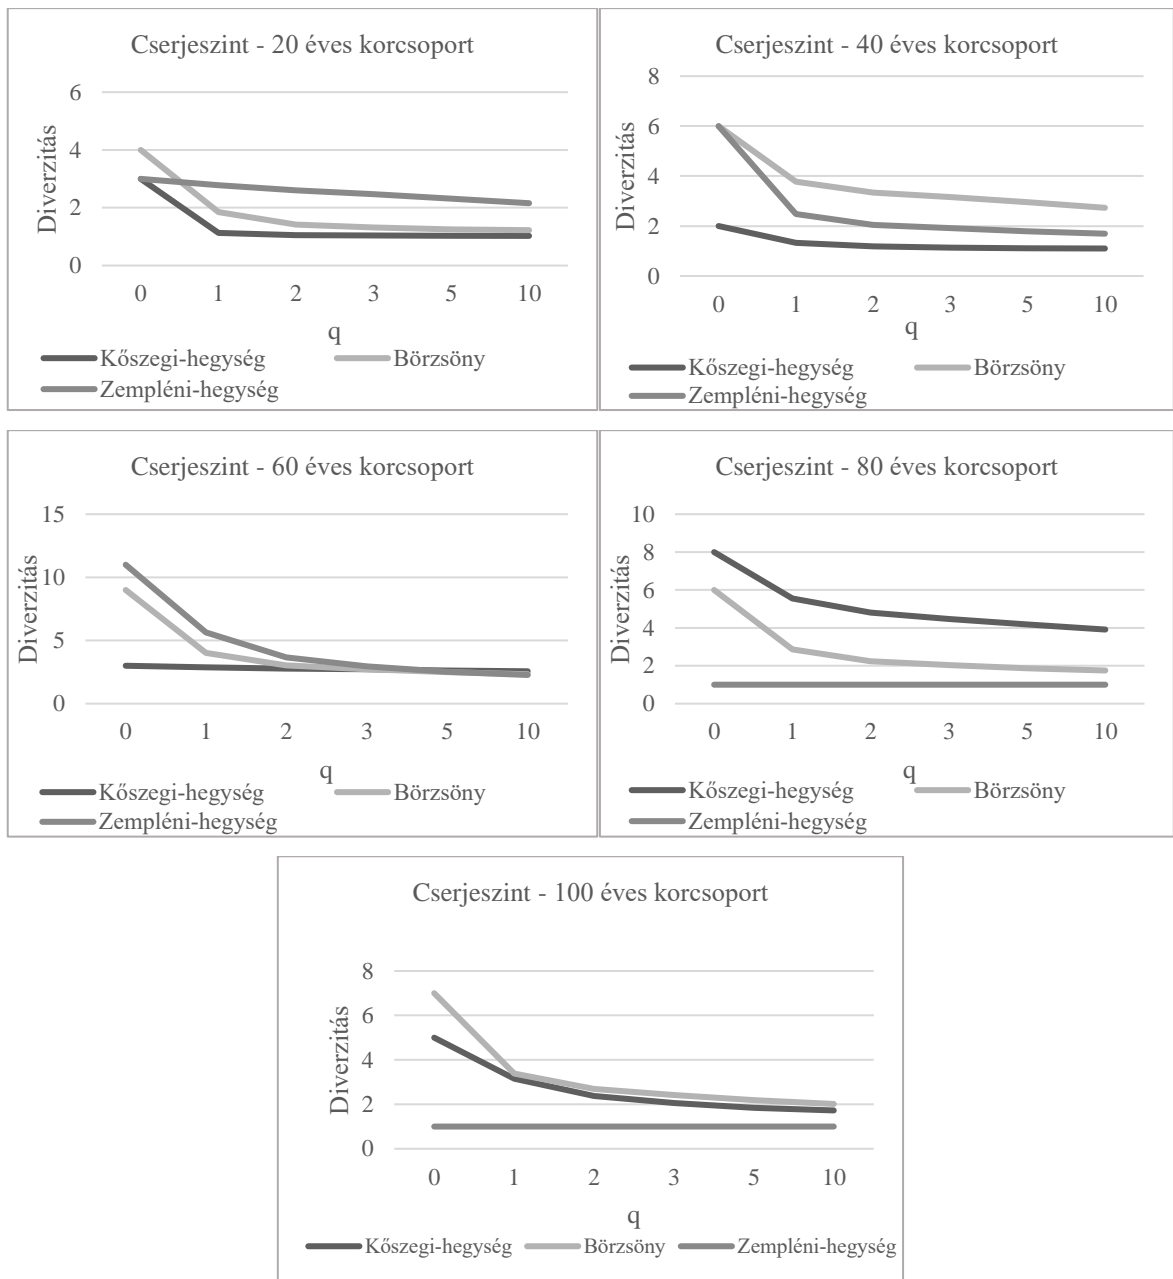 Cserjeszint - 20 éves korcsoport
6
4
2
0
Diverzitás
0 1 2 3 5 10
q
Kőszegi-hegység Börzsöny
Zempléni-hegység
Cserjeszint - 40 éves korcsoport
8
6
4
2
0
Diverzitás
0 1 2 3 5 10
q
Kőszegi-hegység Börzsöny
Zempléni-hegység
Cserjeszint - 60 éves korcsoport
15
10
5
0
Diverzitás
0 1 2 3 5 10
q
Kőszegi-hegység Börzsöny
Zempléni-hegység
Cserjeszint - 80 éves korcsoport
10
8
6
4
2
0
Diverzitás
0 1 2 3 5 10
q
Kőszegi-hegység Börzsöny
Zempléni-hegység
Cserjeszint - 100 éves korcsoport
8
6
4
2
0
Diverzitás
0 1 2 3 5 10
q
Kőszegi-hegység Börzsöny Zempléni-hegység